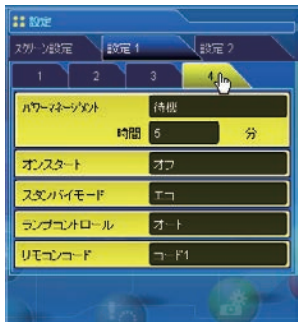 設定
スクリーン設定 設定 1 設定 2
1 2 3 4
パワーマネージメント 待機
時間 5 分
オンスタート オフ
スタンバイモード エコ
ランプコントロール オート
リモコンコード コード1